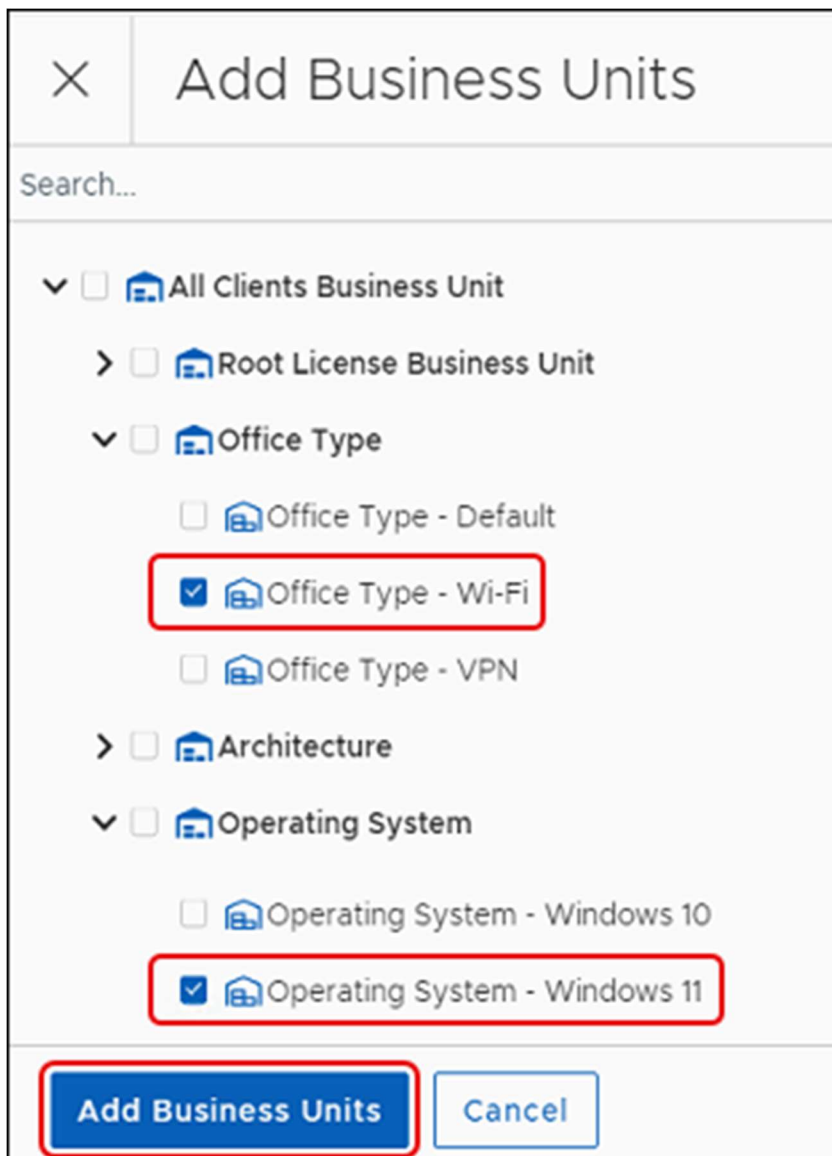 Add Business Units
Search...
All Clients Business Unit
Root License Business Unit
Office Type
Office Type - Default
Office Type - Wi-Fi
Office Type - VPN
Architecture
Operating System
Operating System - Windows 10
Operating System - Windows 11
Add Business Units Cancel